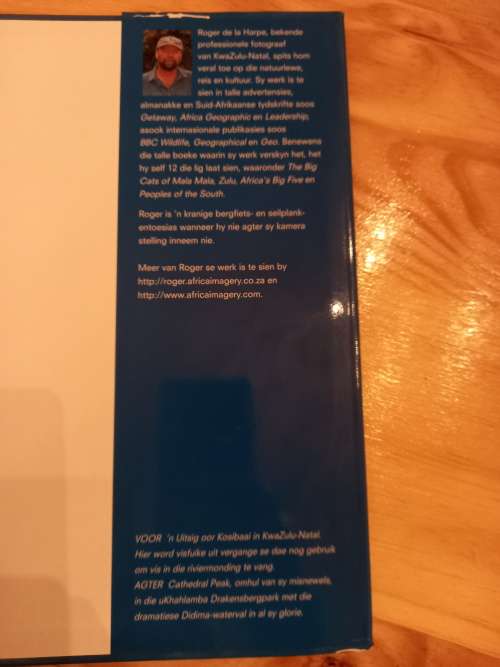 Roger de la Harpe, bekende
professionele fotograaf
van KwaZulu-Natal, spits hom
veral toe op die natuurlewe,
reis en kultuur. Sy werk is te
sien in talle advertensies,
almanakke en Suid-Afrikaanse tydskrifte soos
Getaway, Africa Geographic en Leadership,
asook internasionale publikasies soos
BBC Wildlife, Geographical en Geo. Benewens
die talle boeke waarin sy werk verskyn het, het
hy self 12 die lig laat sien, waaronder The Big
Cats of Mala Mala, Zulu, Africa's Big Five en
Peoples of the South.
Roger is 'n kranige bergfiets- en seilplank-
entoesias wanneer hy nie agter sy kamera
stelling inneem nie.
Meer van Roger se werk is te sien by
http://roger.africaimagery.co.za en
http://www.africaimagery.com.
VOOR 'n Uitsig oor Kosibaai in KwaZulu-Natal.
Hier word visfuike uit vergange se dae nog gebruik
om vis in die riviermonding te vang.
AGTER Cathedral Peak, omhul van sy misnewels,
in die uKhahlamba Drakensbergpark met die
dramatiese Didima-waterval in al sy glorie.